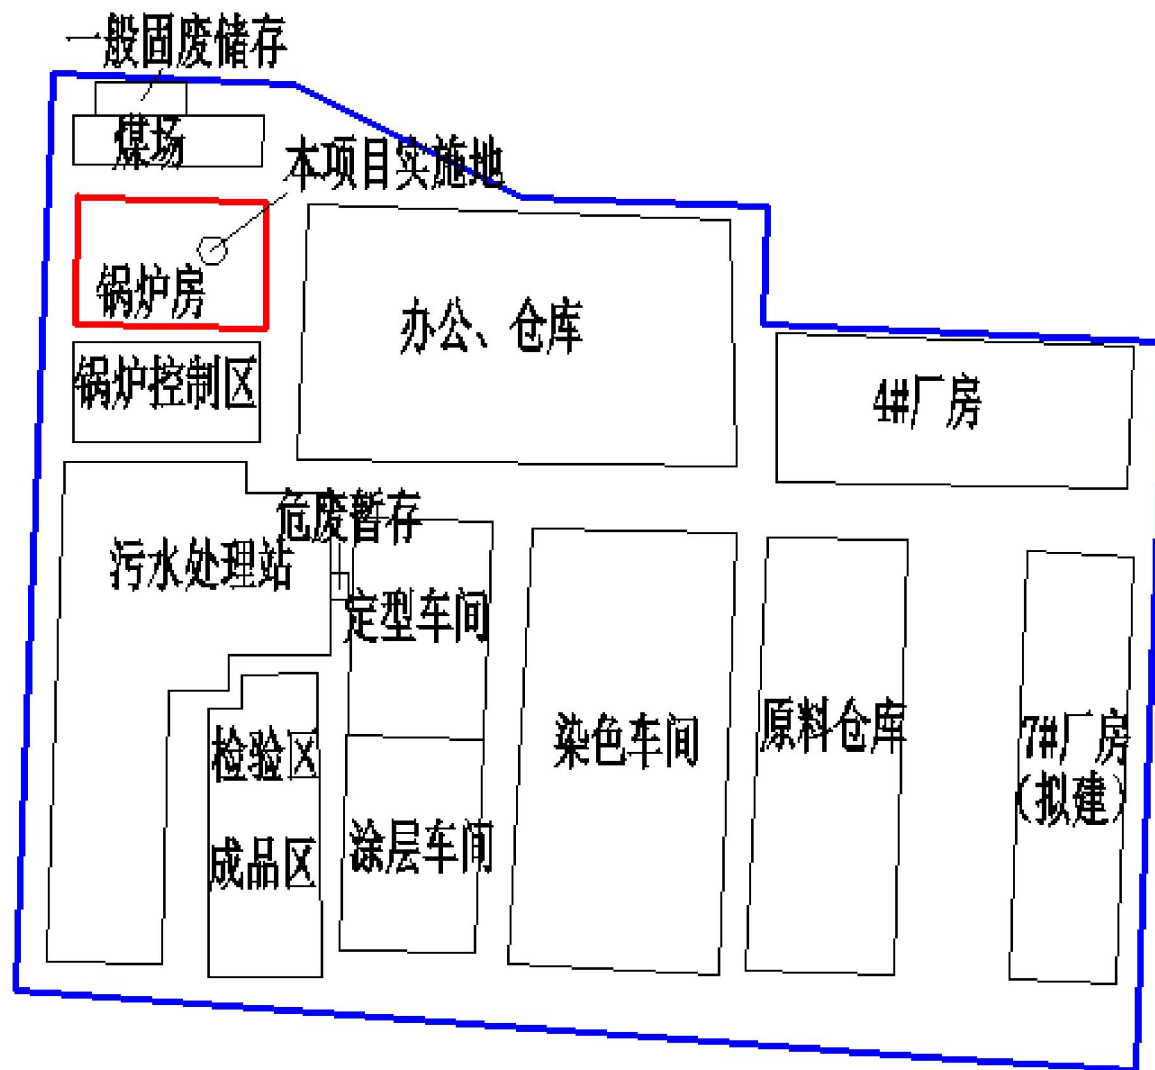 一般固废储存
煤场
本项目实施地
锅炉房
办公、仓库
锅炉控制区
4#厂房
危废暂存
污水处理站
定型车间
染色车间
原料仓库
7#厂房
(拟建)
检验区
涂层车间
成品区